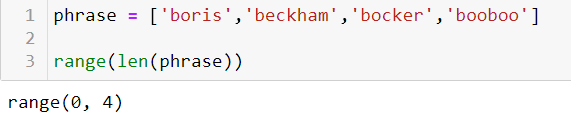 1 phrase = ['boris','beckham','bocker','booboo']
2
3 range(len(phrase))
range(0, 4)